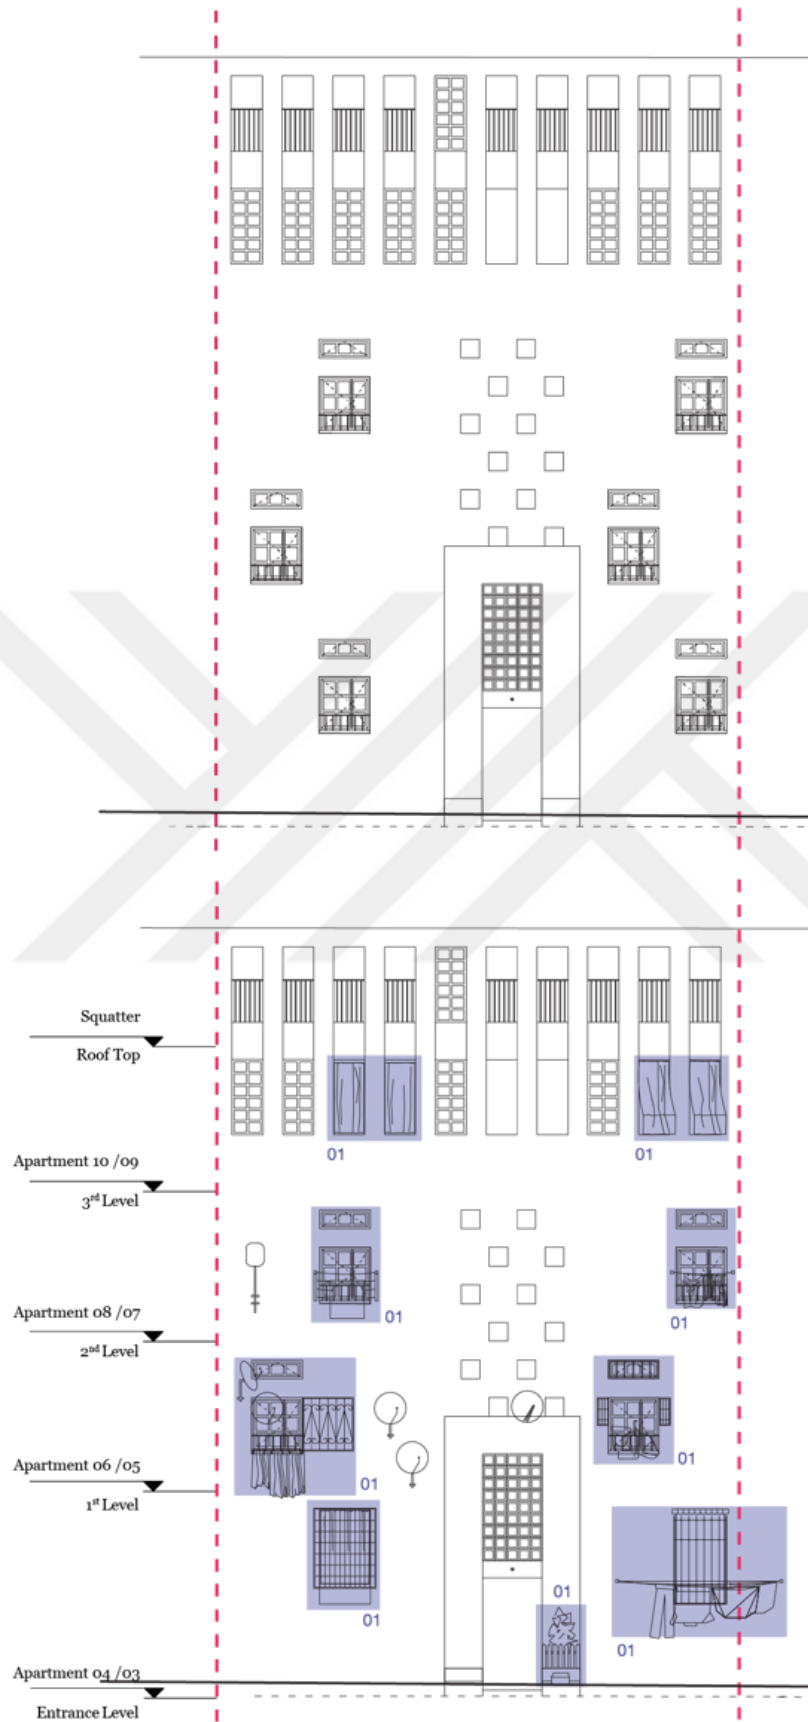 Squatter
Roof Top
01
01
Apartment 10 /09
3rd Level
Apartment 08 /07
01
01
2nd Level
Apartment 06 /05
01
01
1st Level
01
01
01
Apartment 04 /03
Entrance Level